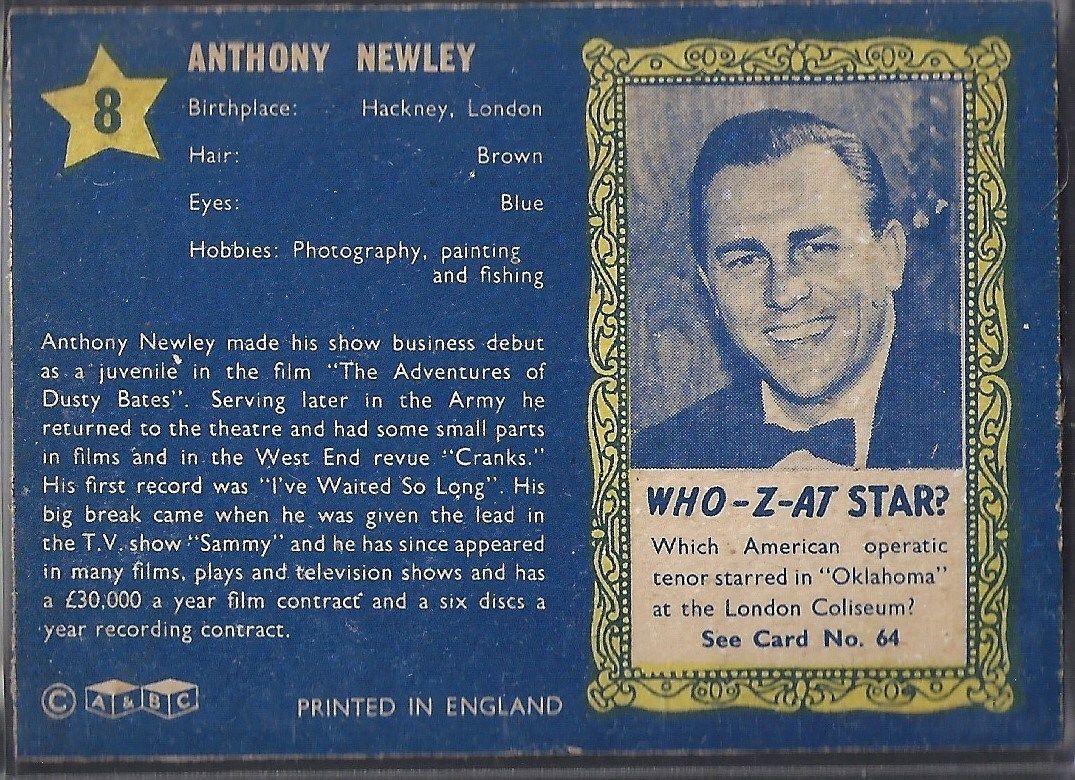 8
ANTHONY NEWLEY
Birthplace: Hackney, London
Hair: Brown
Eyes: Blue
Hobbies: Photography, painting
and fishing
Anthony Newley made his show business debut
as a juvenile in the film "The Adventures of
Dusty Bates". Serving later in the Army he
returned to the theatre and had some small parts
in films and in the West End revue "Cranks."
His first record was "I've Waited So Long". His
big break came when he was given the lead in
the T.V. show "Sammy" and he has since appeared
in many films, plays and television shows and has
a £30,000 a year film contract and a six discs a
year recording contract.
© A & B C
PRINTED IN ENGLAND
WHO-Z-AT STAR?
Which American operatic
tenor starred in "Oklahoma"
at the London Coliseum?
See Card No. 64